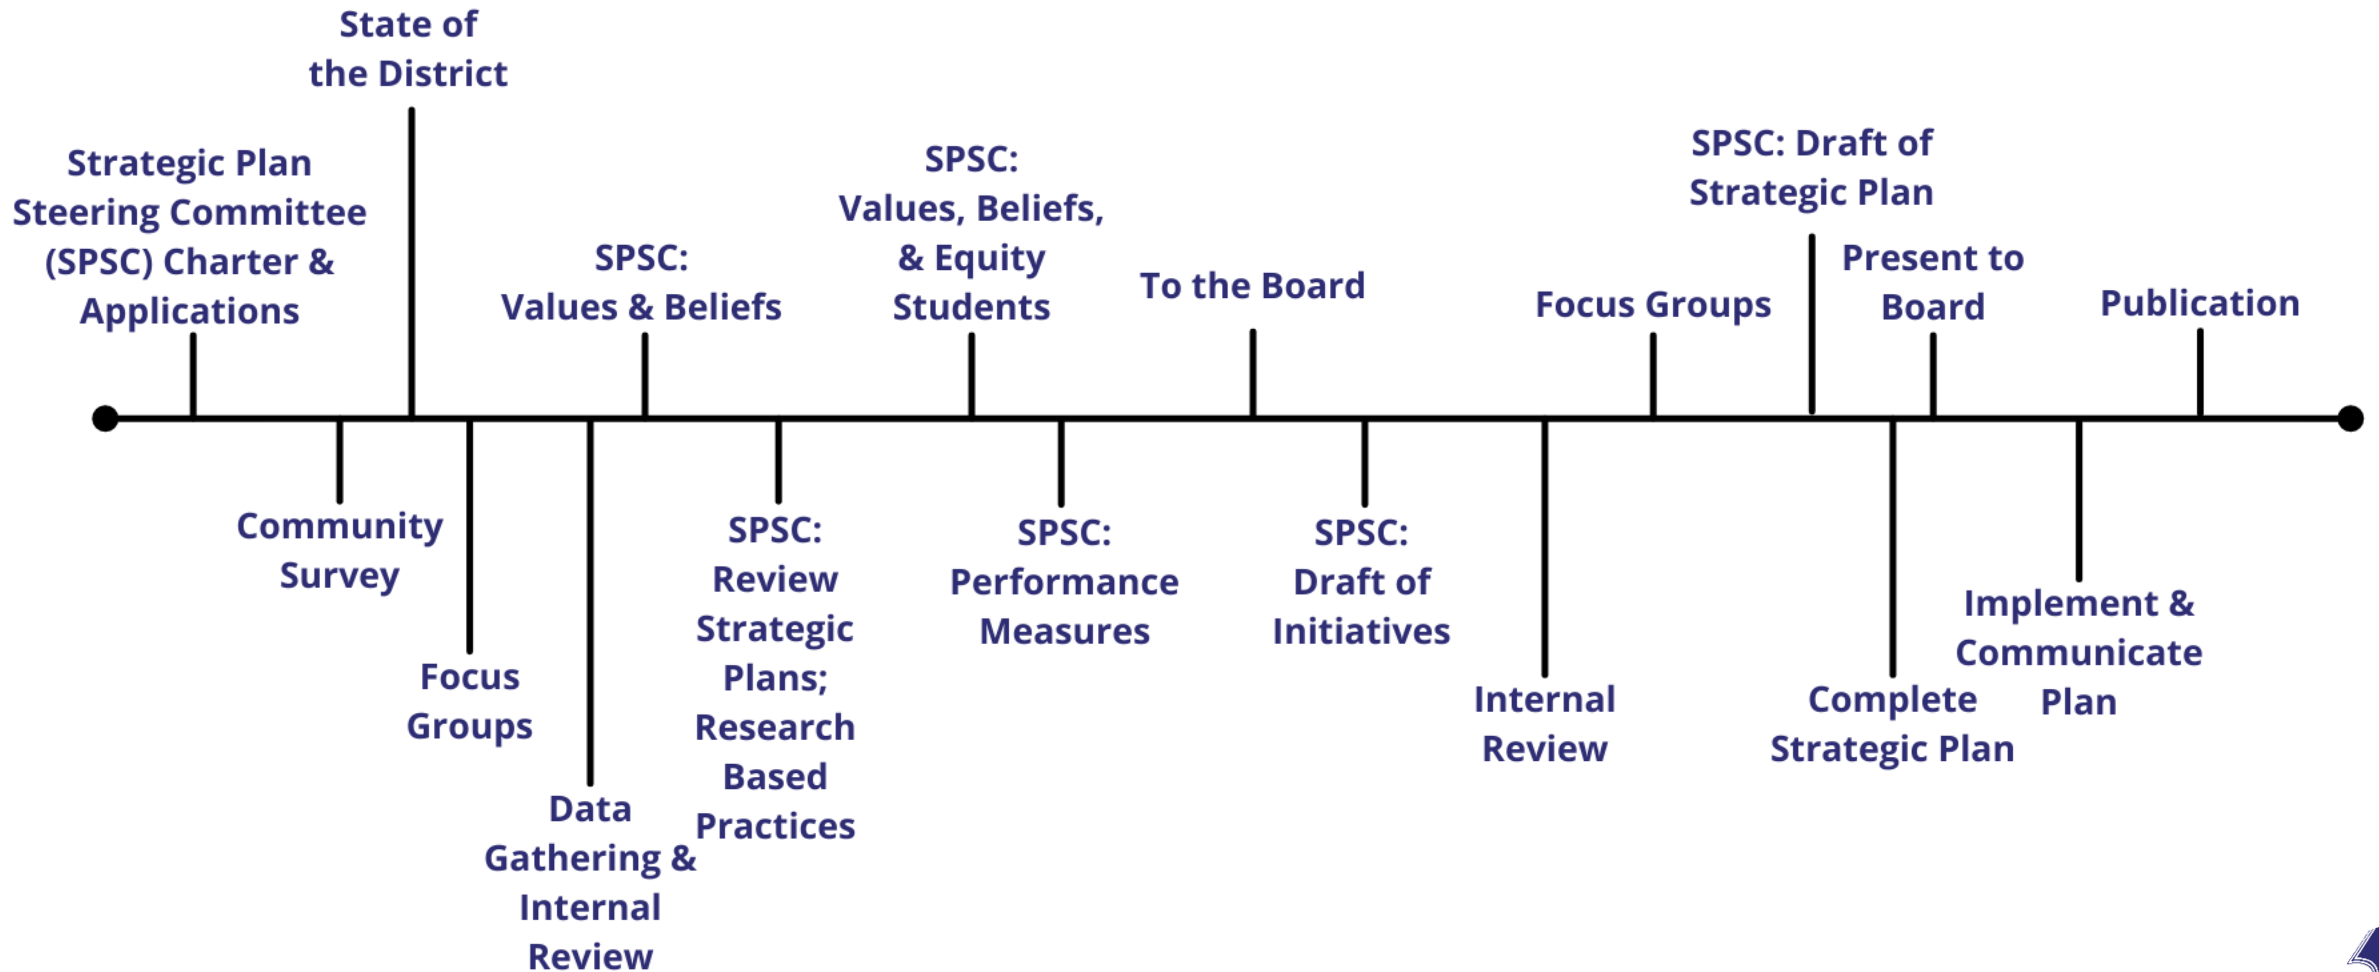 State of
the District
Strategic Plan
Steering Committee
(SPSC) Charter &
Applications
Community
Survey
Focus
Groups
Data
Gathering &
Internal
Review
SPSC:
Values & Beliefs
SPSC:
Review
Strategic
Plans;
Research
Based
Practices
SPSC:
Values, Beliefs,
& Equity
Students
SPSC:
Performance
Measures
To the Board
SPSC:
Draft of
Initiatives
Internal
Review
Focus Groups
SPSC: Draft of
Strategic Plan
Complete
Strategic Plan
Present to
Board
Implement &
Communicate
Plan
Publication